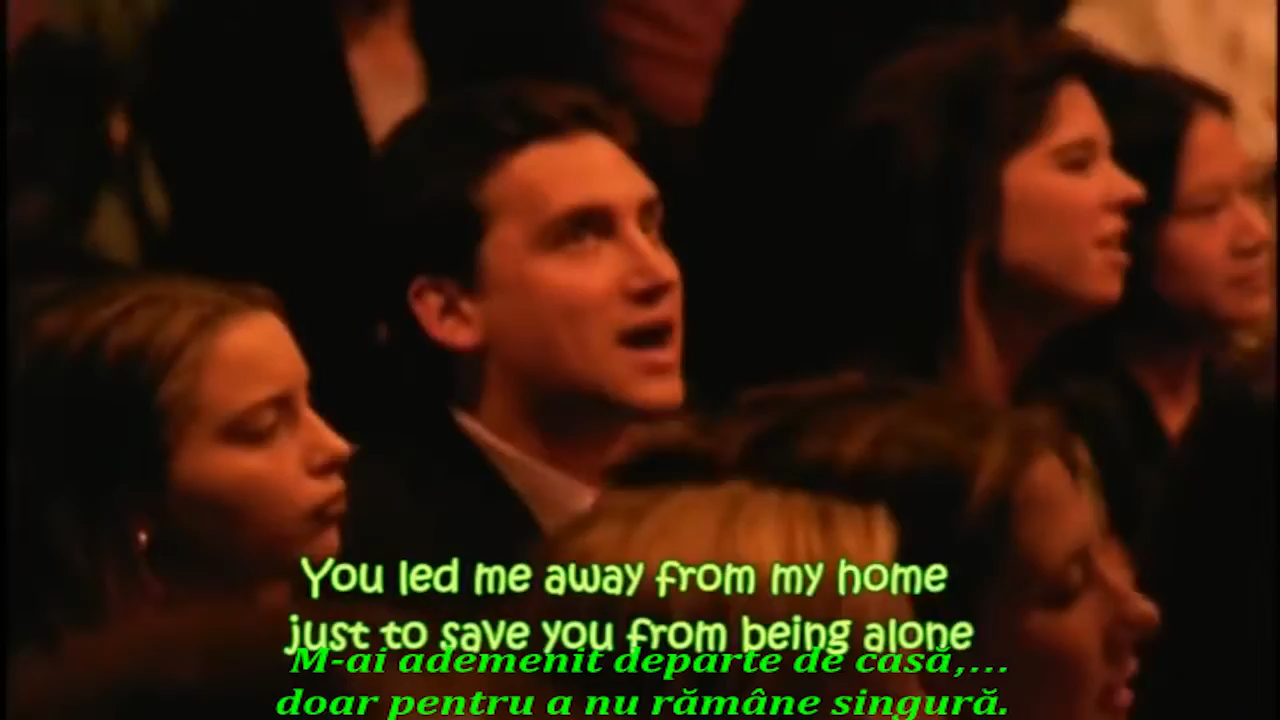 You led me away from my home
just to save you from being alone
M-ai ademenit departe de casă,...
doar pentru a nu rămâne singură.